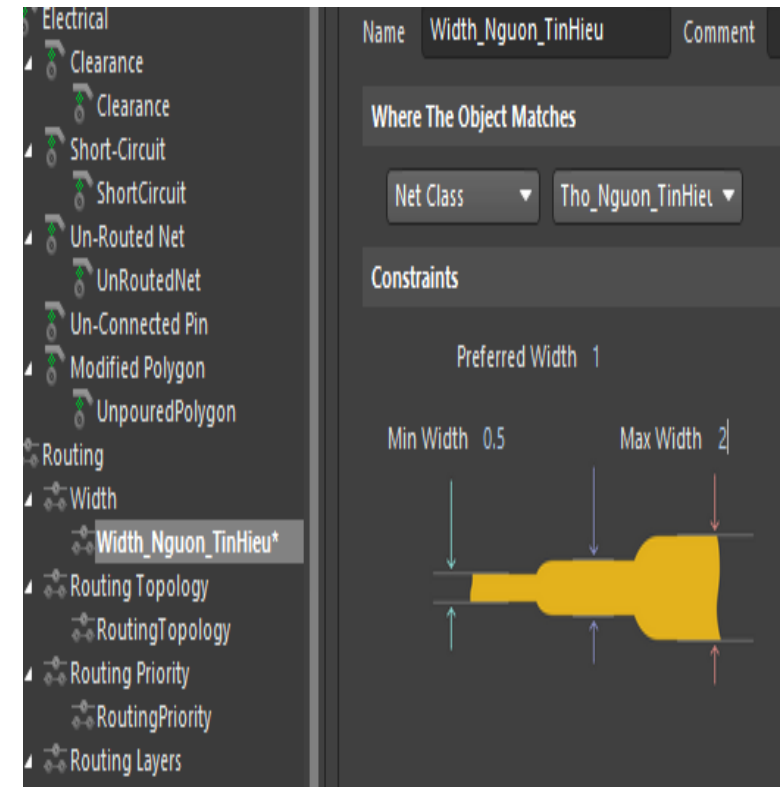 Electrical
Clearance
Clearance
Short-Circuit
ShortCircuit
Un-Routed Net
UnRoutedNet
Un-Connected Pin
Modified Polygon
UnpouredPolygon
Routing
Width
Width_Nguon_TinHieu*
Routing Topology
RoutingTopology
Routing Priority
RoutingPriority
Routing Layers
Name Width_Nguon_TinHieu Comment
Where The Object Matches
Net Class Tho_Nguon_TinHieu
Constraints
Preferred Width 1
Min Width 0.5 Max Width 2